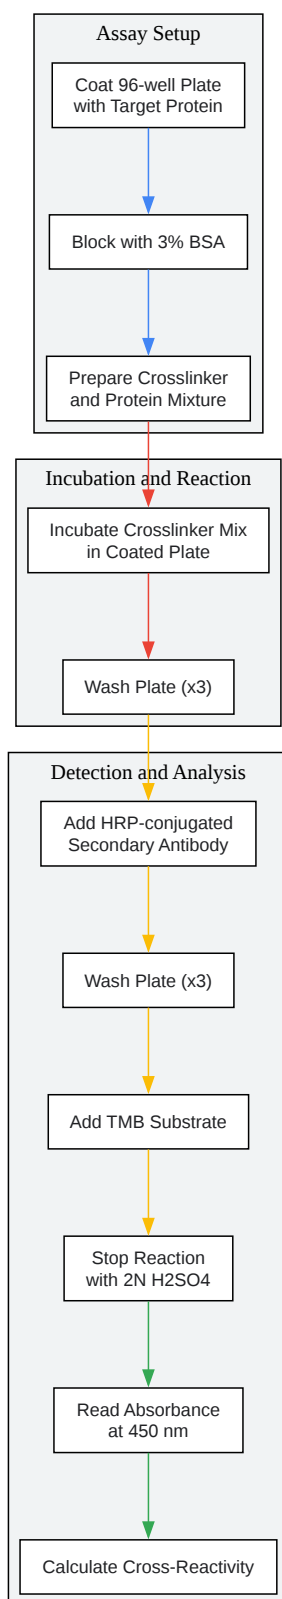 Assay Setup
Coat 96-well Plate
with Target Protein
Block with 3% BSA
Prepare Crosslinker
and Protein Mixture
Incubation and Reaction
Incubate Crosslinker Mix
in Coated Plate
Wash Plate (x3)
Detection and Analysis
Add HRP-conjugated
Secondary Antibody
Wash Plate (x3)
Add TMB Substrate
Stop Reaction
with 2N H2SO4
Read Absorbance
at 450 nm
Calculate Cross-Reactivity